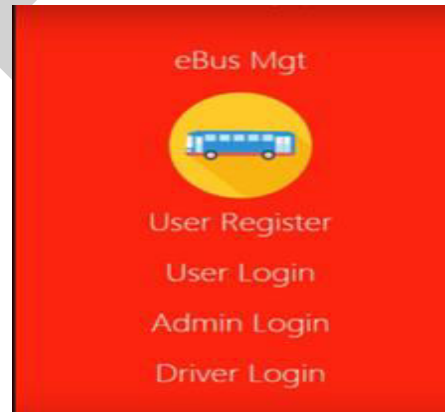 eBus Mgt
User Register
User Login
Admin Login
Driver Login